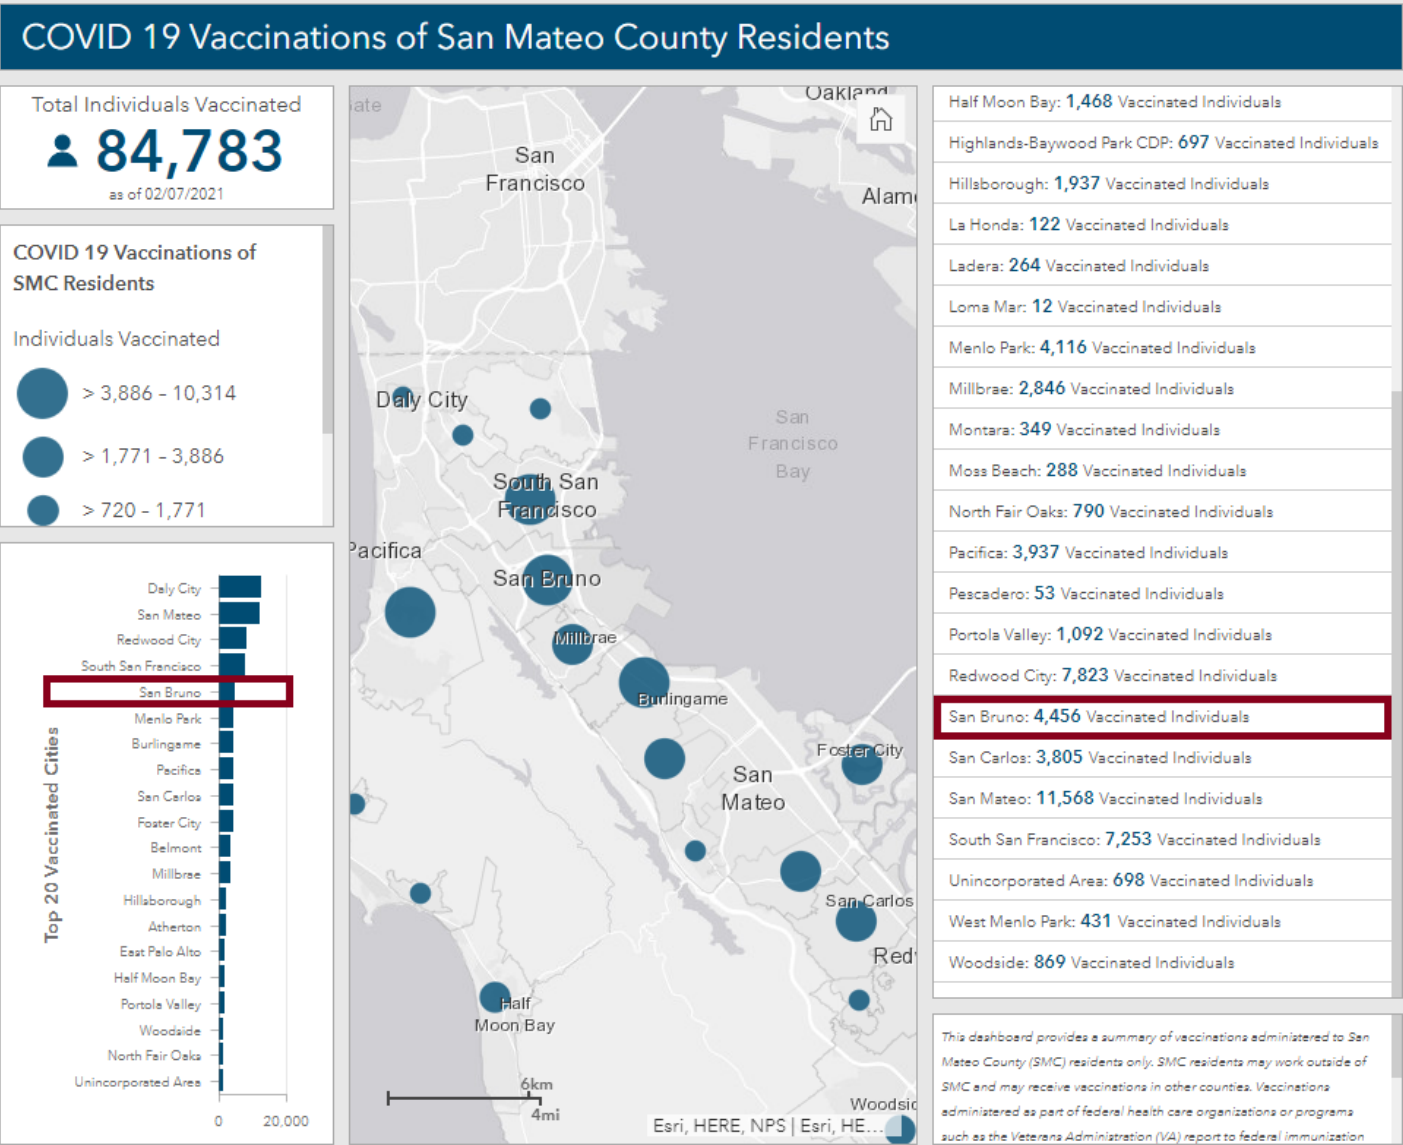 COVID 19 Vaccinations of San Mateo County Residents
Total Individuals Vaccinated
84,783
as of 02/07/2021
COVID 19 Vaccinations of
SMC Residents
Individuals Vaccinated
> 3,886 – 10,314
> 1,771 – 3,886
> 720 – 1,771
Top 20 Vaccinated Cities
Daly City
San Mateo
Redwood City
South San Francisco
San Bruno
Menlo Park
Burlingame
Pacifica
San Carlos
Foster City
Belmont
Millbrae
Hillsborough
Atherton
East Palo Alto
Half Moon Bay
Portola Valley
Woodside
North Fair Oaks
Unincorporated Area
0
20,000
ate
Oakland
San
Francisco
Alam
Daly City
San
Francisco
Bay
South San
Francisco
Pacifica
San Bruno
Millbrae
Burlingame
Foster City
San
Mateo
San Carlos
Red
Half
Moon Bay
6km
4mi
Woodsid
Esri, HERE, NPS | Esri, HE...
Half Moon Bay: 1,468 Vaccinated Individuals
Highlands-Baywood Park CDP: 697 Vaccinated Individuals
Hillsborough: 1,937 Vaccinated Individuals
La Honda: 122 Vaccinated Individuals
Ladera: 264 Vaccinated Individuals
Loma Mar: 12 Vaccinated Individuals
Menlo Park: 4,116 Vaccinated Individuals
Millbrae: 2,846 Vaccinated Individuals
Montara: 349 Vaccinated Individuals
Moss Beach: 288 Vaccinated Individuals
North Fair Oaks: 790 Vaccinated Individuals
Pacifica: 3,937 Vaccinated Individuals
Pescadero: 53 Vaccinated Individuals
Portola Valley: 1,092 Vaccinated Individuals
Redwood City: 7,823 Vaccinated Individuals
San Bruno: 4,456 Vaccinated Individuals
San Carlos: 3,805 Vaccinated Individuals
San Mateo: 11,568 Vaccinated Individuals
South San Francisco: 7,253 Vaccinated Individuals
Unincorporated Area: 698 Vaccinated Individuals
West Menlo Park: 431 Vaccinated Individuals
Woodside: 869 Vaccinated Individuals
This dashboard provides a summary of vaccinations administered to San
Mateo County (SMC) residents only. SMC residents may work outside of
SMC and may receive vaccinations in other counties. Vaccinations
administered as part of federal health care organizations or programs
such as the Veterans Administration (VA) report to federal immunization